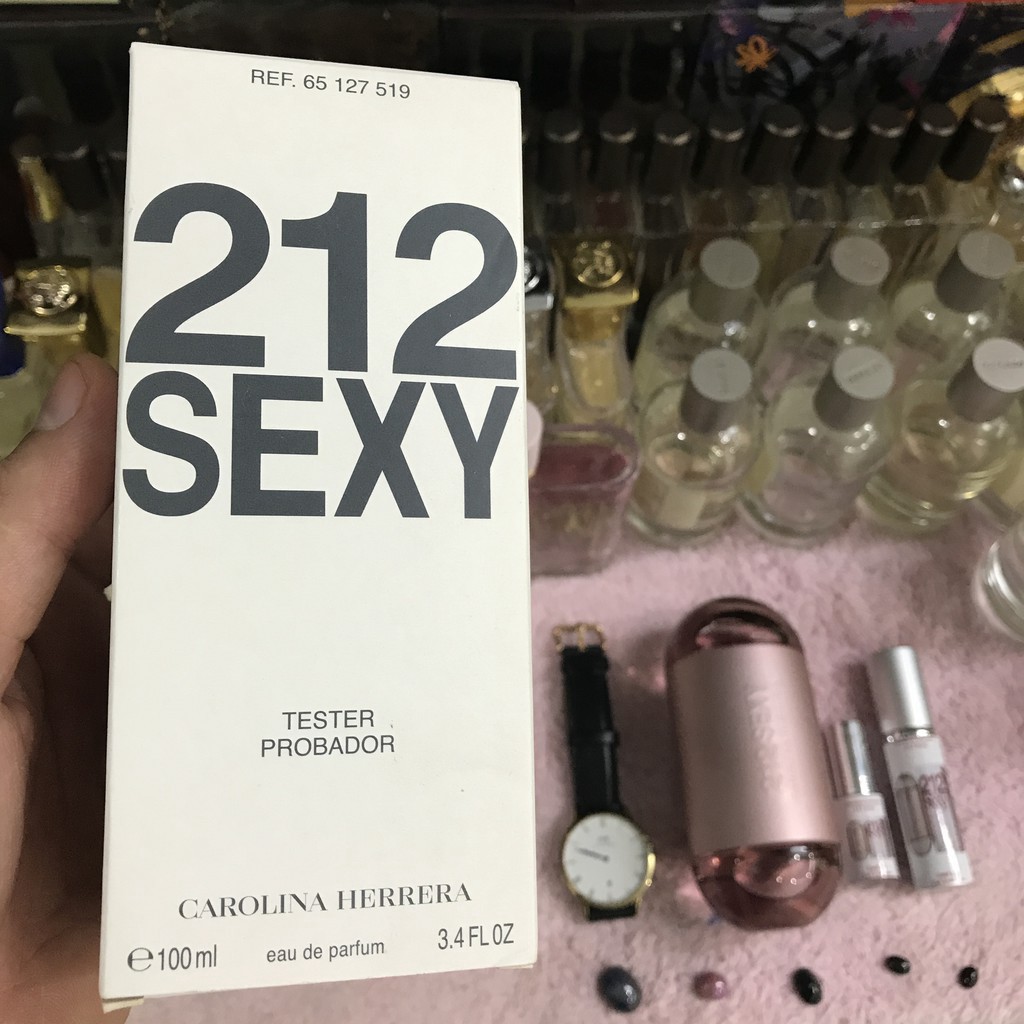 REF. 65 127 519
212
SEXY
TESTER
PROBADOR
CAROLINA HERRERA
℮100ml eau de parfum 3.4 FL OZ